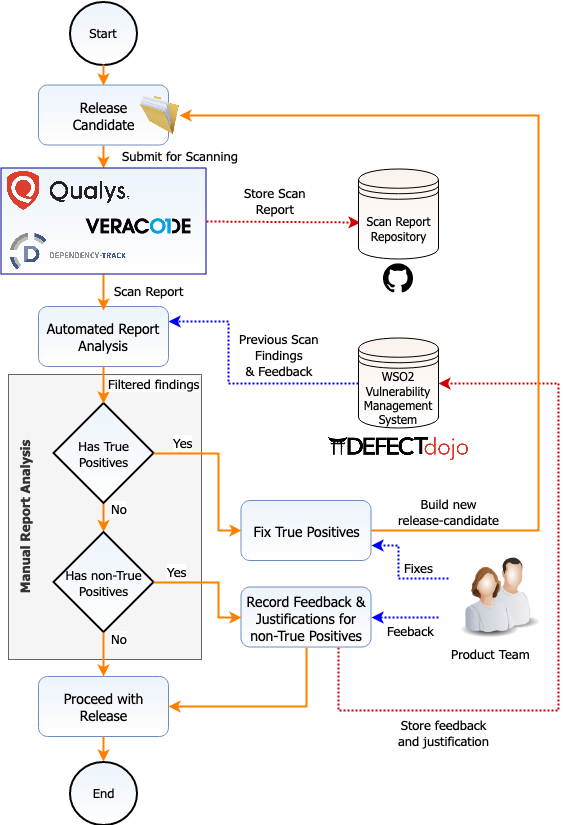 Start
Release
Candidate
Submit for Scanning
Qualys.
VERACODE
D
DEPENDENCY-TRACK
Store Scan
Report
Scan Report
Repository
Scan Report
Automated Report
Analysis
Previous Scan
Findings
& Feedback
WSO2
Vulnerability
Management
System
DEFECTdojo
Filtered findings
Manual Report Analysis
Has True
Positives
Yes
No
Fix True Positives
Build new
release-candidate
Fixes
Has non-True
Positives
Yes
No
Record Feedback &
Justifications for
non-True Positives
Feeback
Product Team
Proceed with
Release
Store feedback
and justification
End